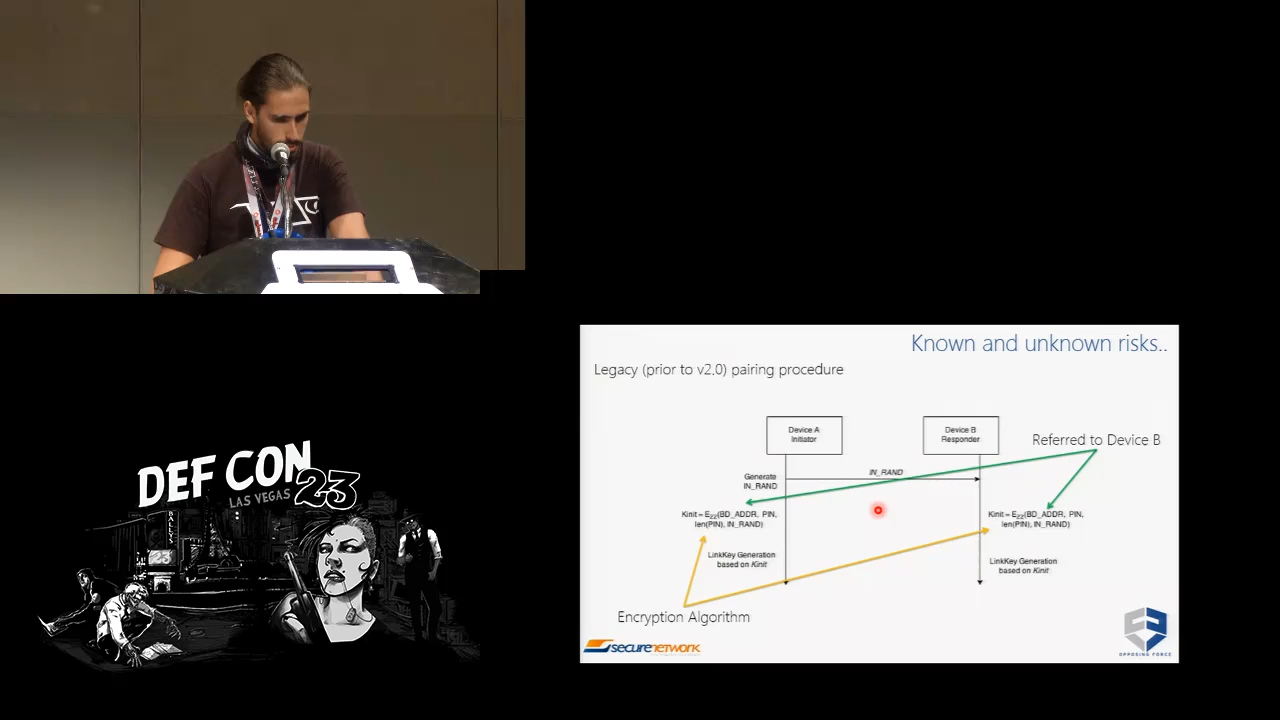 Known and unknown risks..
Legacy (prior to v2.0) pairing procedure
Device A
Initiator
Device B
Responder
Referred to Device B
Generate
IN_RAND
IN_RAND
Kinit = E22(BD_ADDR, PIN,
len(PIN), IN_RAND)
Kinit = E22(BD_ADDR, PIN,
len(PIN), IN_RAND)
LinkKey Generation
based on Kinit
LinkKey Generation
based on Kinit
Encryption Algorithm
securenetwork
OPPOSING FORCE
DEF CON
LAS VEGAS 23
BALLYS